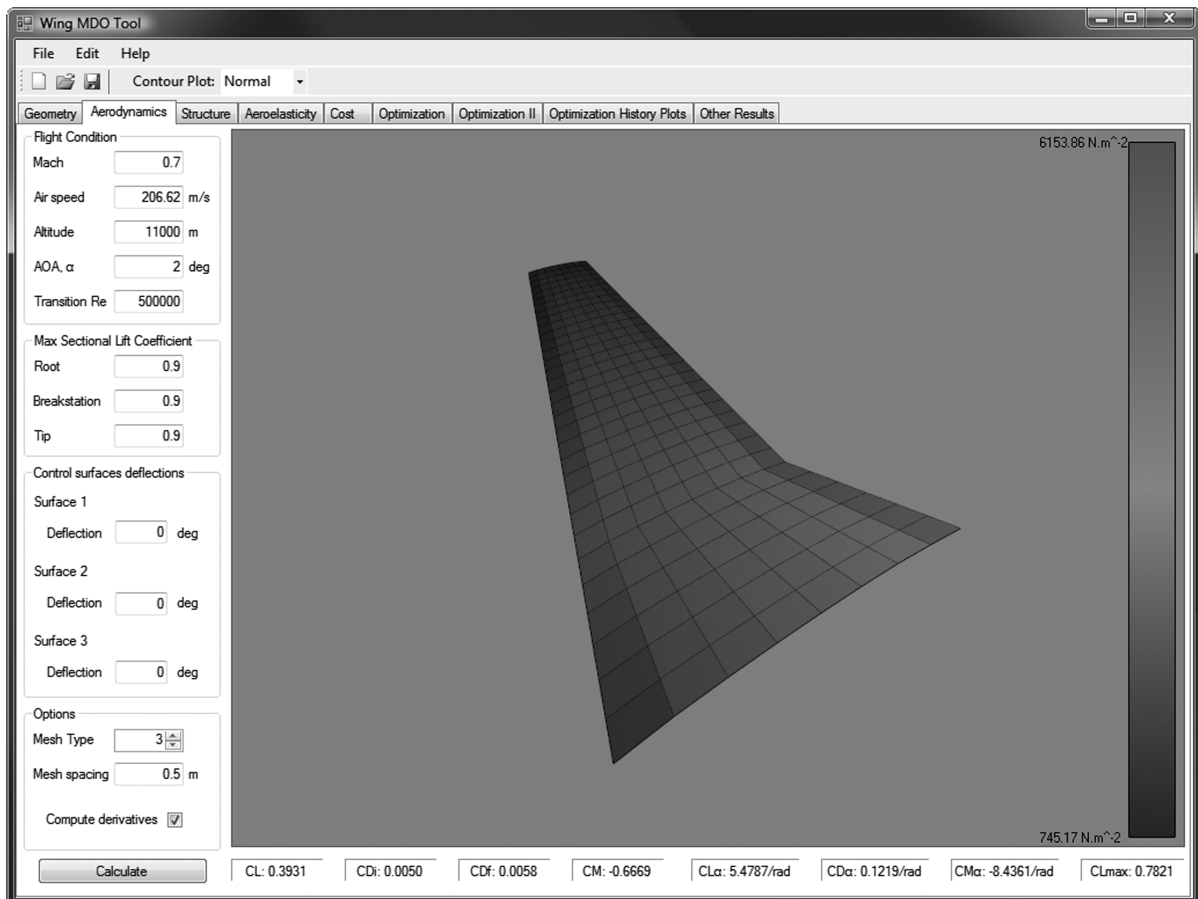 Wing MDO Tool
File Edit Help
Contour Plot: Normal
Geometry Aerodynamics Structure Aeroelasticity Cost Optimization Optimization II Optimization History Plots Other Results
Flight Condition
Mach 0.7
Air speed 206.62 m/s
Altitude 11000 m
AOA, α 2 deg
Transition Re 500000
Max Sectional Lift Coefficient
Root 0.9
Breakstation 0.9
Tip 0.9
Control surfaces deflections
Surface 1
Deflection 0 deg
Surface 2
Deflection 0 deg
Surface 3
Deflection 0 deg
Options
Mesh Type 3
Mesh spacing 0.5 m
Compute derivatives
Calculate
6153.86 N.m^-2
745.17 N.m^-2
CL: 0.3931 CDi: 0.0050 CDf: 0.0058 CM: -0.6669 CLα: 5.4787/rad CDα: 0.1219/rad CMα: -8.4361/rad CLmax: 0.7821